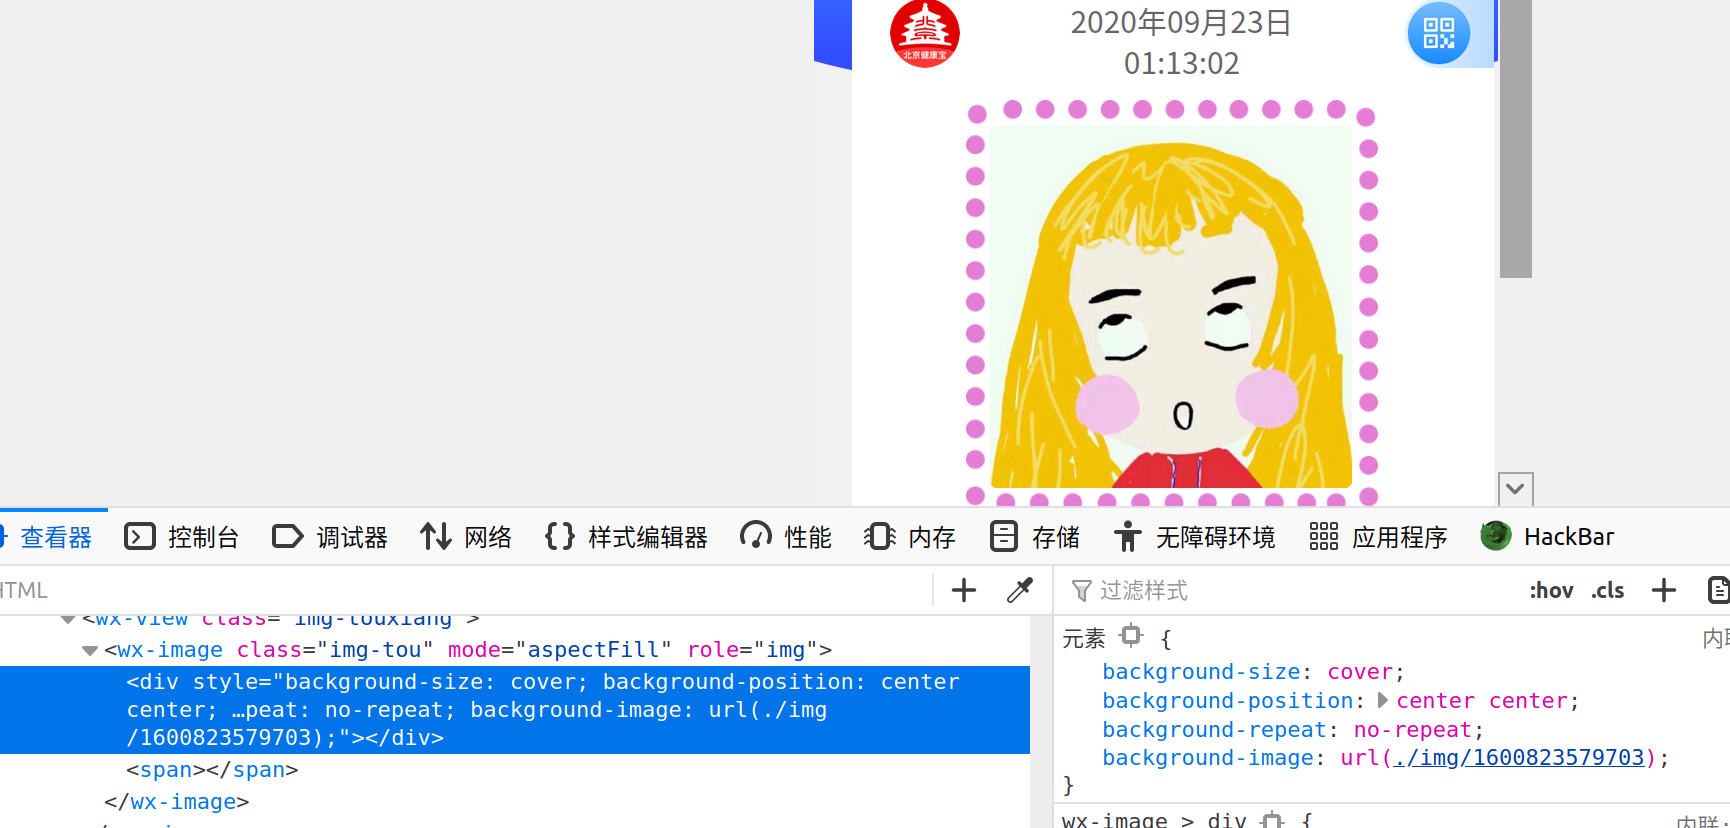 北京健康宝
2020年09月23日
01:13:02
查看器 控制台 调试器 网络 样式编辑器 性能 内存 存储 无障碍环境 应用程序 HackBar
HTML
过滤样式 :hov .cls
<wx-view class="img-touxiang">
<wx-image class="img-tou" mode="aspectFill" role="img">
<div style="background-size: cover; background-position: center
center; …peat: no-repeat; background-image: url(./img
/1600823579703);"></div>
<span></span>
</wx-image>
元素 {
内联
background-size: cover;
background-position: center center;
background-repeat: no-repeat;
background-image: url(./img/1600823579703);
}
wx-image > div {
内联: